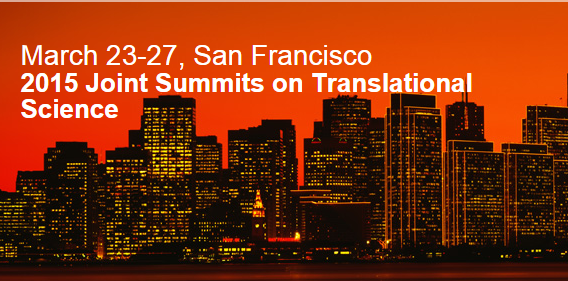 March 23-27, San Francisco
2015 Joint Summits on Translational
Science